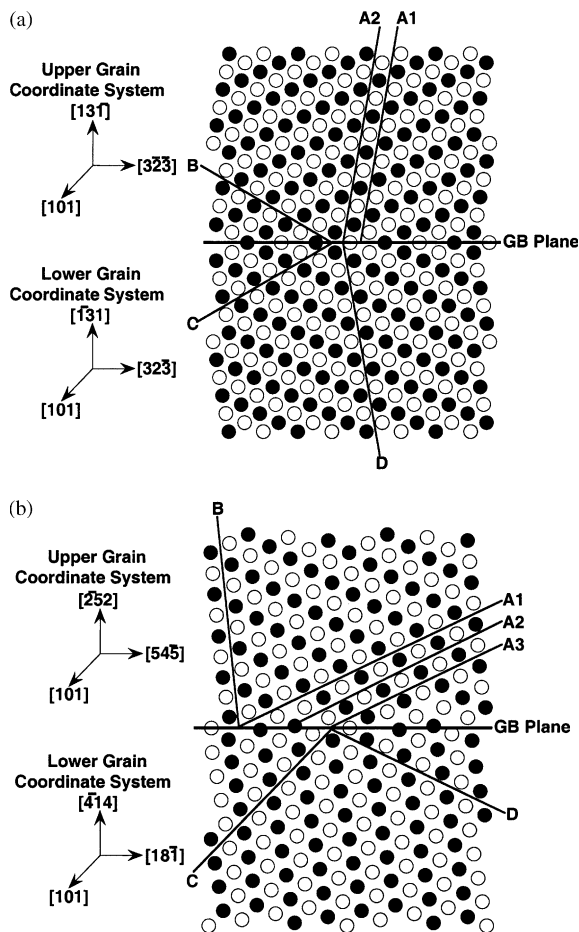 (a)
A2 A1
Upper Grain
Coordinate System
[131̄]
[32̄3̄]
[101]
B
GB Plane
Lower Grain
Coordinate System
[1̄31]
[323̄]
[101]
C
D
(b)
B
Upper Grain
Coordinate System
[2̄52]
[545̄]
[101]
A1
A2
A3
GB Plane
Lower Grain
Coordinate System
[4̄14]
[181̄]
[101]
C
D